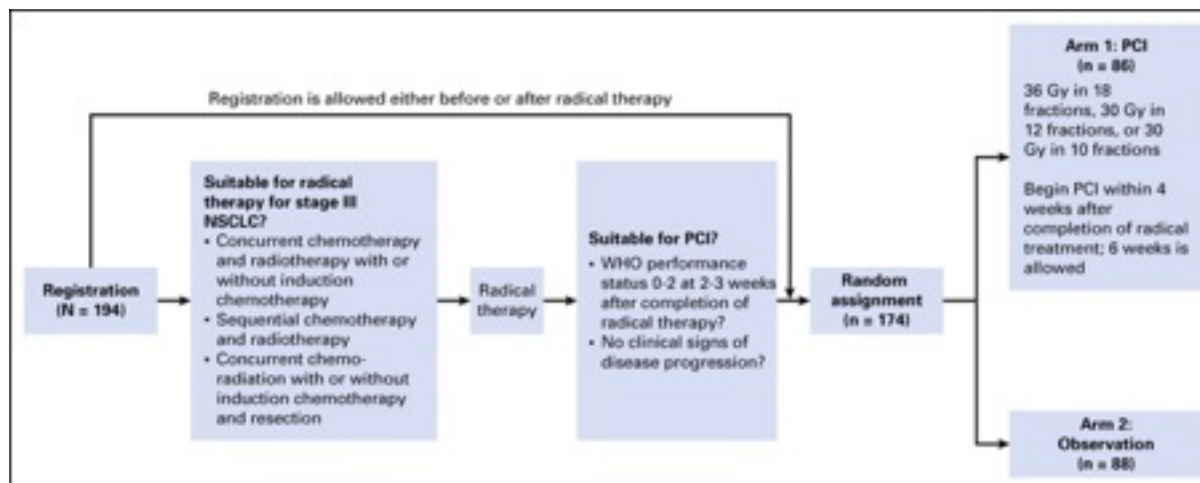 Registration is allowed either before or after radical therapy
Registration
(N = 194)
Suitable for radical
therapy for stage III
NSCLC?
• Concurrent chemotherapy
and radiotherapy with or
without induction
chemotherapy
• Sequential chemotherapy
and radiotherapy
• Concurrent chemo-
radiation with or without
induction chemotherapy
and resection
Radical
therapy
Suitable for PCI?
• WHO performance
status 0-2 at 2-3 weeks
after completion of
radical therapy?
• No clinical signs of
disease progression?
Random
assignment
(n = 174)
Arm 1: PCI
(n = 86)
36 Gy in 18
fractions, 30 Gy in
12 fractions, or 30
Gy in 10 fractions
Begin PCI within 4
weeks after
completion of radical
treatment; 6 weeks is
allowed
Arm 2:
Observation
(n = 88)